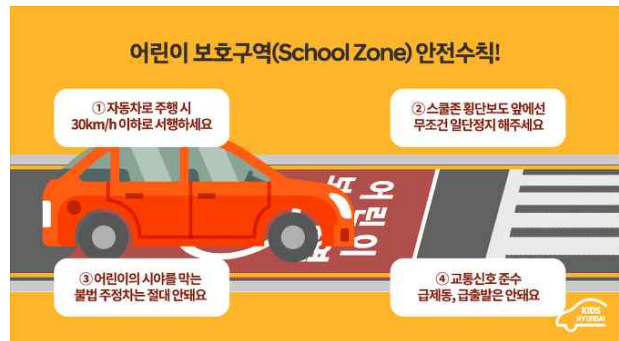 어린이 보호구역(School Zone) 안전수칙!
① 자동차로 주행 시
30km/h 이하로 서행하세요
② 스쿨존 횡단보도 앞에선
무조건 일단정지 해주세요
어린이
보
③ 어린이의 시야를 막는
불법 주정차는 절대 안돼요
④ 교통신호 준수
급제동, 급출발은 안돼요
KIDS
HYUNDAI